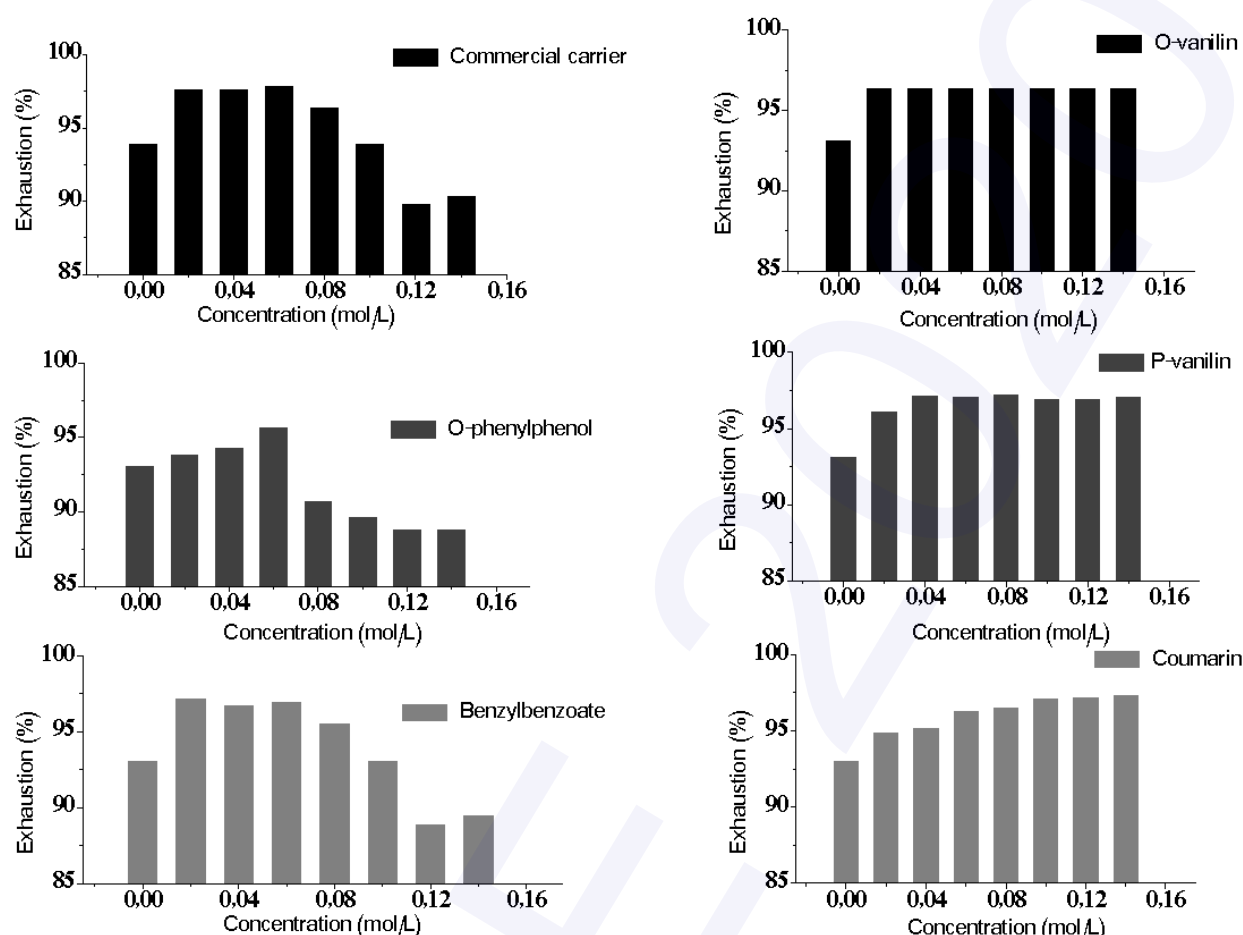 Commercial carrier
Exhaustion (%)
100
95
90
85
0,00 0,04 0,08 0,12 0,16
Concentration (mol/L)
O-vanilin
Exhaustion (%)
100
95
90
85
0,00 0,04 0,08 0,12 0,16
Concentration (mol/L)
O-phenylphenol
Exhaustion (%)
100
95
90
85
0,00 0,04 0,08 0,12 0,16
Concentration (mol/L)
P-vanilin
Exhaustion (%)
100
95
90
85
0,00 0,04 0,08 0,12 0,16
Concentration (mol/L)
Benzylbenzoate
Exhaustion (%)
100
95
90
85
0,00 0,04 0,08 0,12 0,16
Concentration (mol/L)
Coumarin
Exhaustion (%)
100
95
90
85
0,00 0,04 0,08 0,12 0,16
Concentration (mol/L)